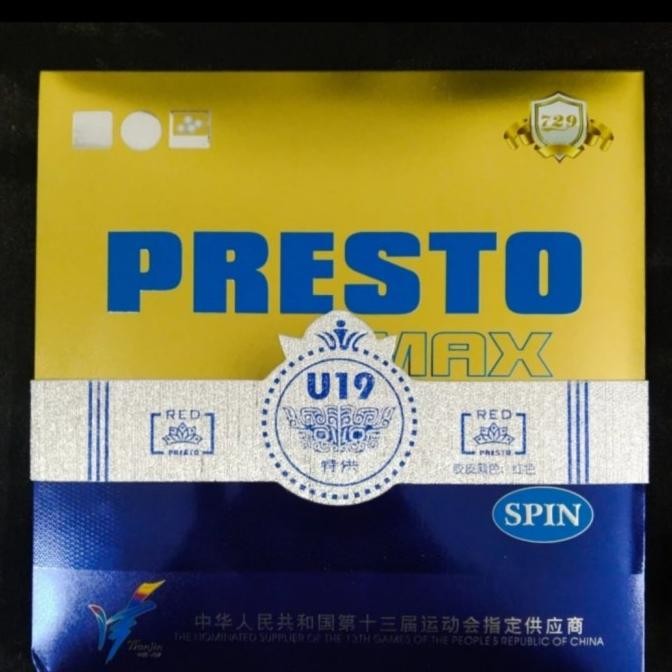 729
PRESTO
MAX
U19
特供
RED
PRESTO
RED
PRESTO
胶皮颜色：红色
SPIN
Tianjin
中华人民共和国第十三届运动会指定供应商
THE NOMINATED SUPPLIER OF THE 13TH GAMES OF THE PEOPLE'S REPUBLIC OF CHINA